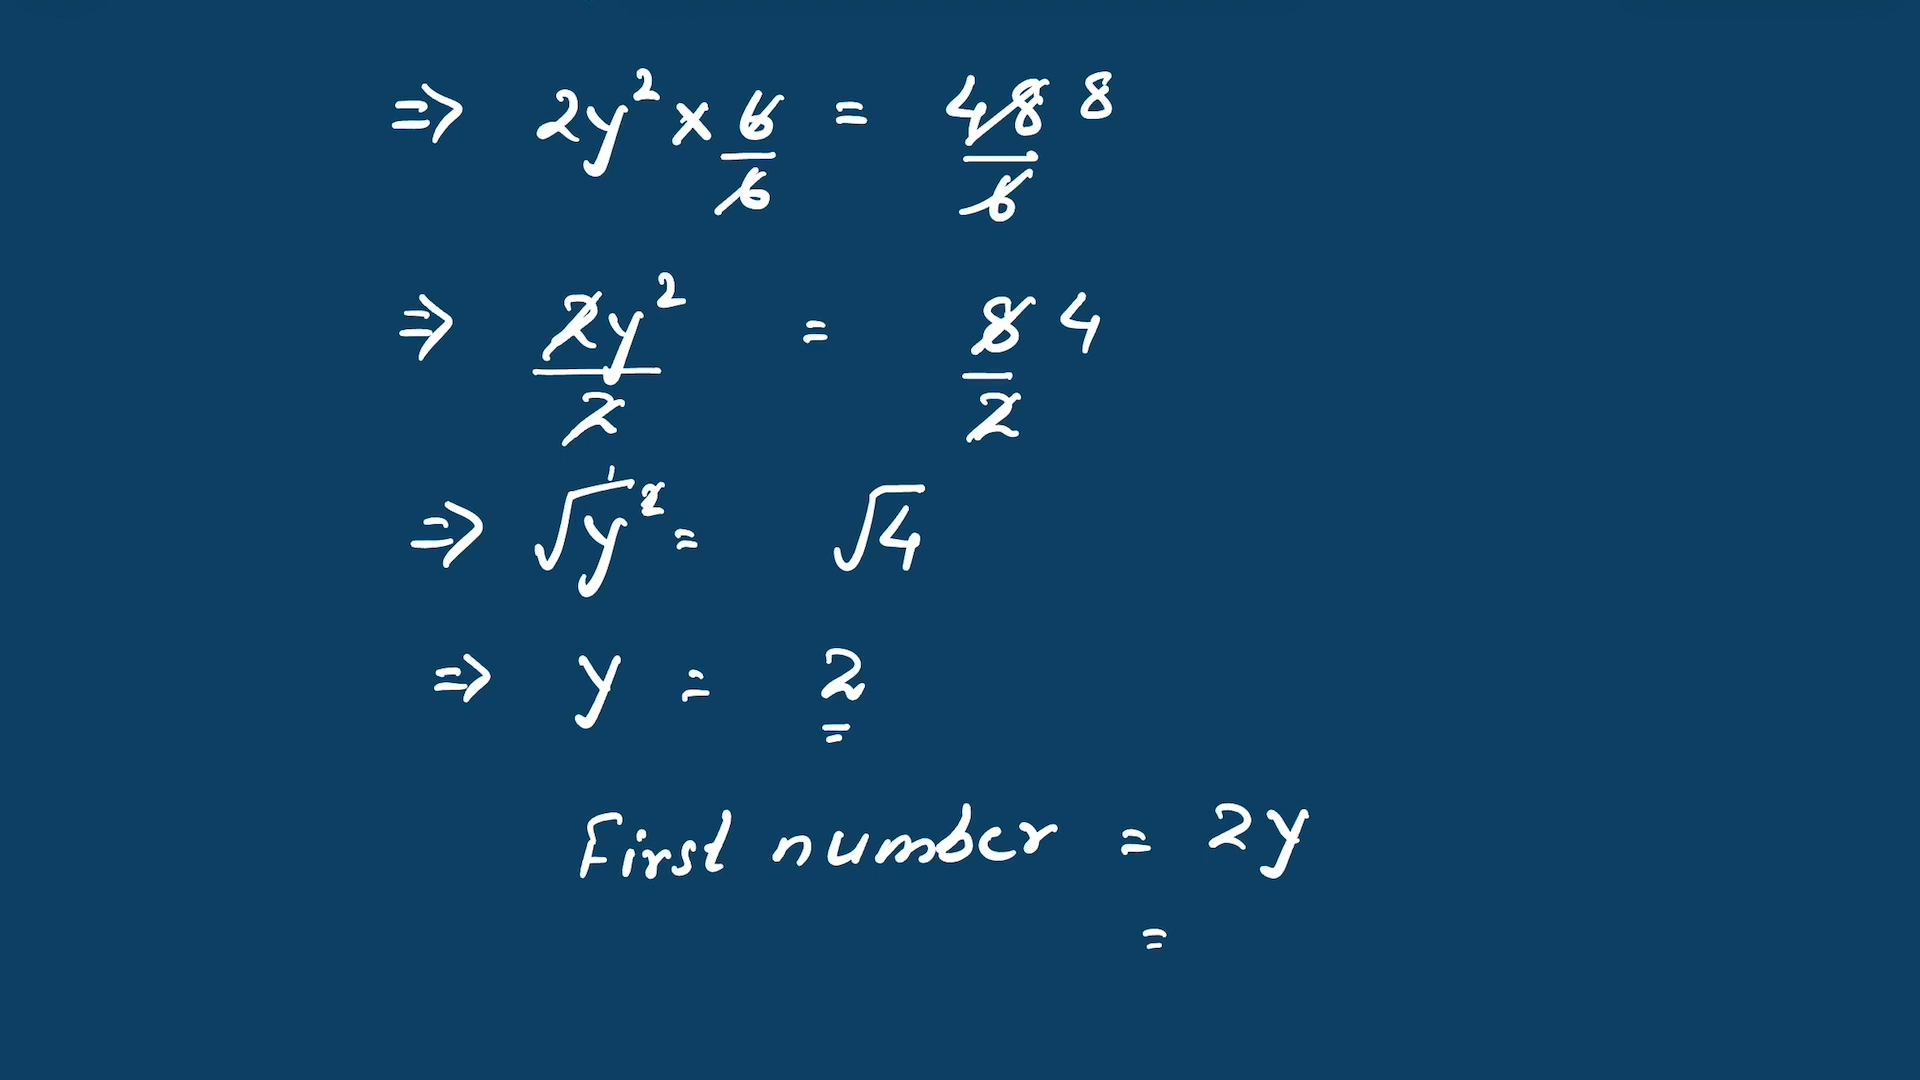 ⇒ 2y² × 6/6 = 48/6 8
⇒ 2y²/2 = 8/2 4
⇒ √y² = √4
⇒ y = 2
First number = 2y
=